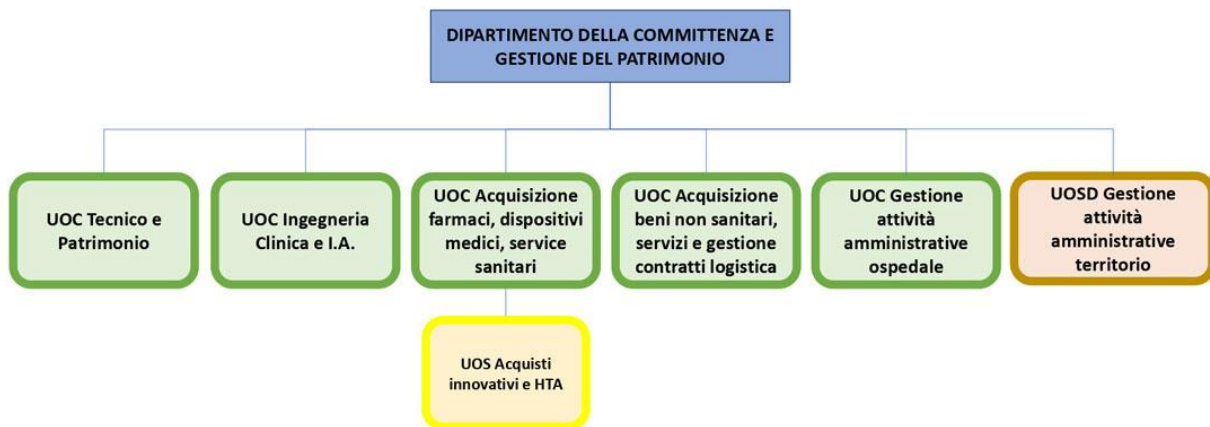 DIPARTIMENTO DELLA COMMITTENZA E
GESTIONE DEL PATRIMONIO
UOC Tecnico e
Patrimonio
UOC Ingegneria
Clinica e I.A.
UOC Acquisizione
farmaci, dispositivi
medici, service
sanitari
UOC Acquisizione
beni non sanitari,
servizi e gestione
contratti logistica
UOC Gestione
attività
amministrative
ospedale
UOSD Gestione
attività
amministrative
territorio
UOS Acquisti
innovativi e HTA